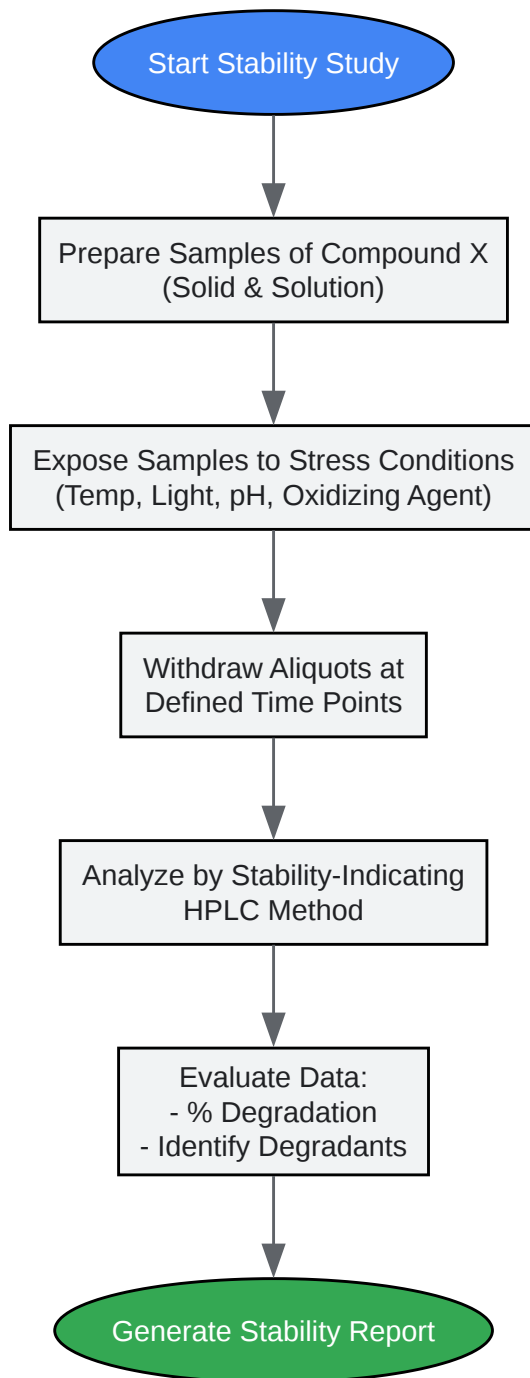 Start Stability Study
Prepare Samples of Compound X
(Solid & Solution)
Expose Samples to Stress Conditions
(Temp, Light, pH, Oxidizing Agent)
Withdraw Aliquots at
Defined Time Points
Analyze by Stability-Indicating
HPLC Method
Evaluate Data:
- % Degradation
- Identify Degradants
Generate Stability Report